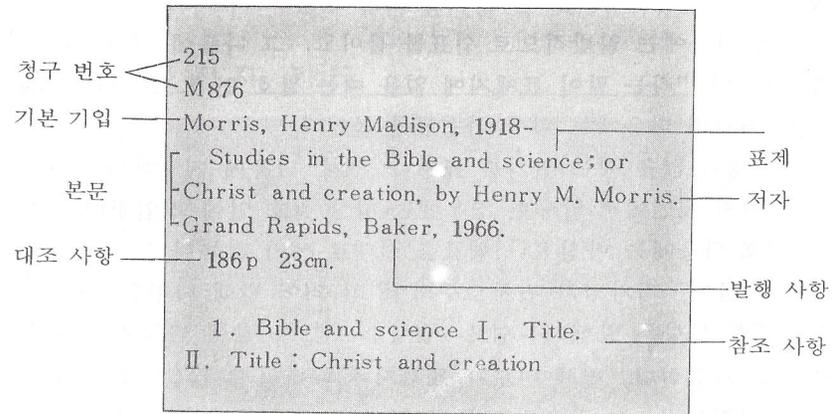 청구 번호
215
M876
기본 기입
Morris, Henry Madison, 1918-
Studies in the Bible and science; or
표제
본문
Christ and creation, by Henry M. Morris.
저자
Grand Rapids, Baker, 1966.
대조 사항
186p 23cm.
발행 사항
1. Bible and science Ⅰ. Title.
참조 사항
Ⅱ. Title : Christ and creation